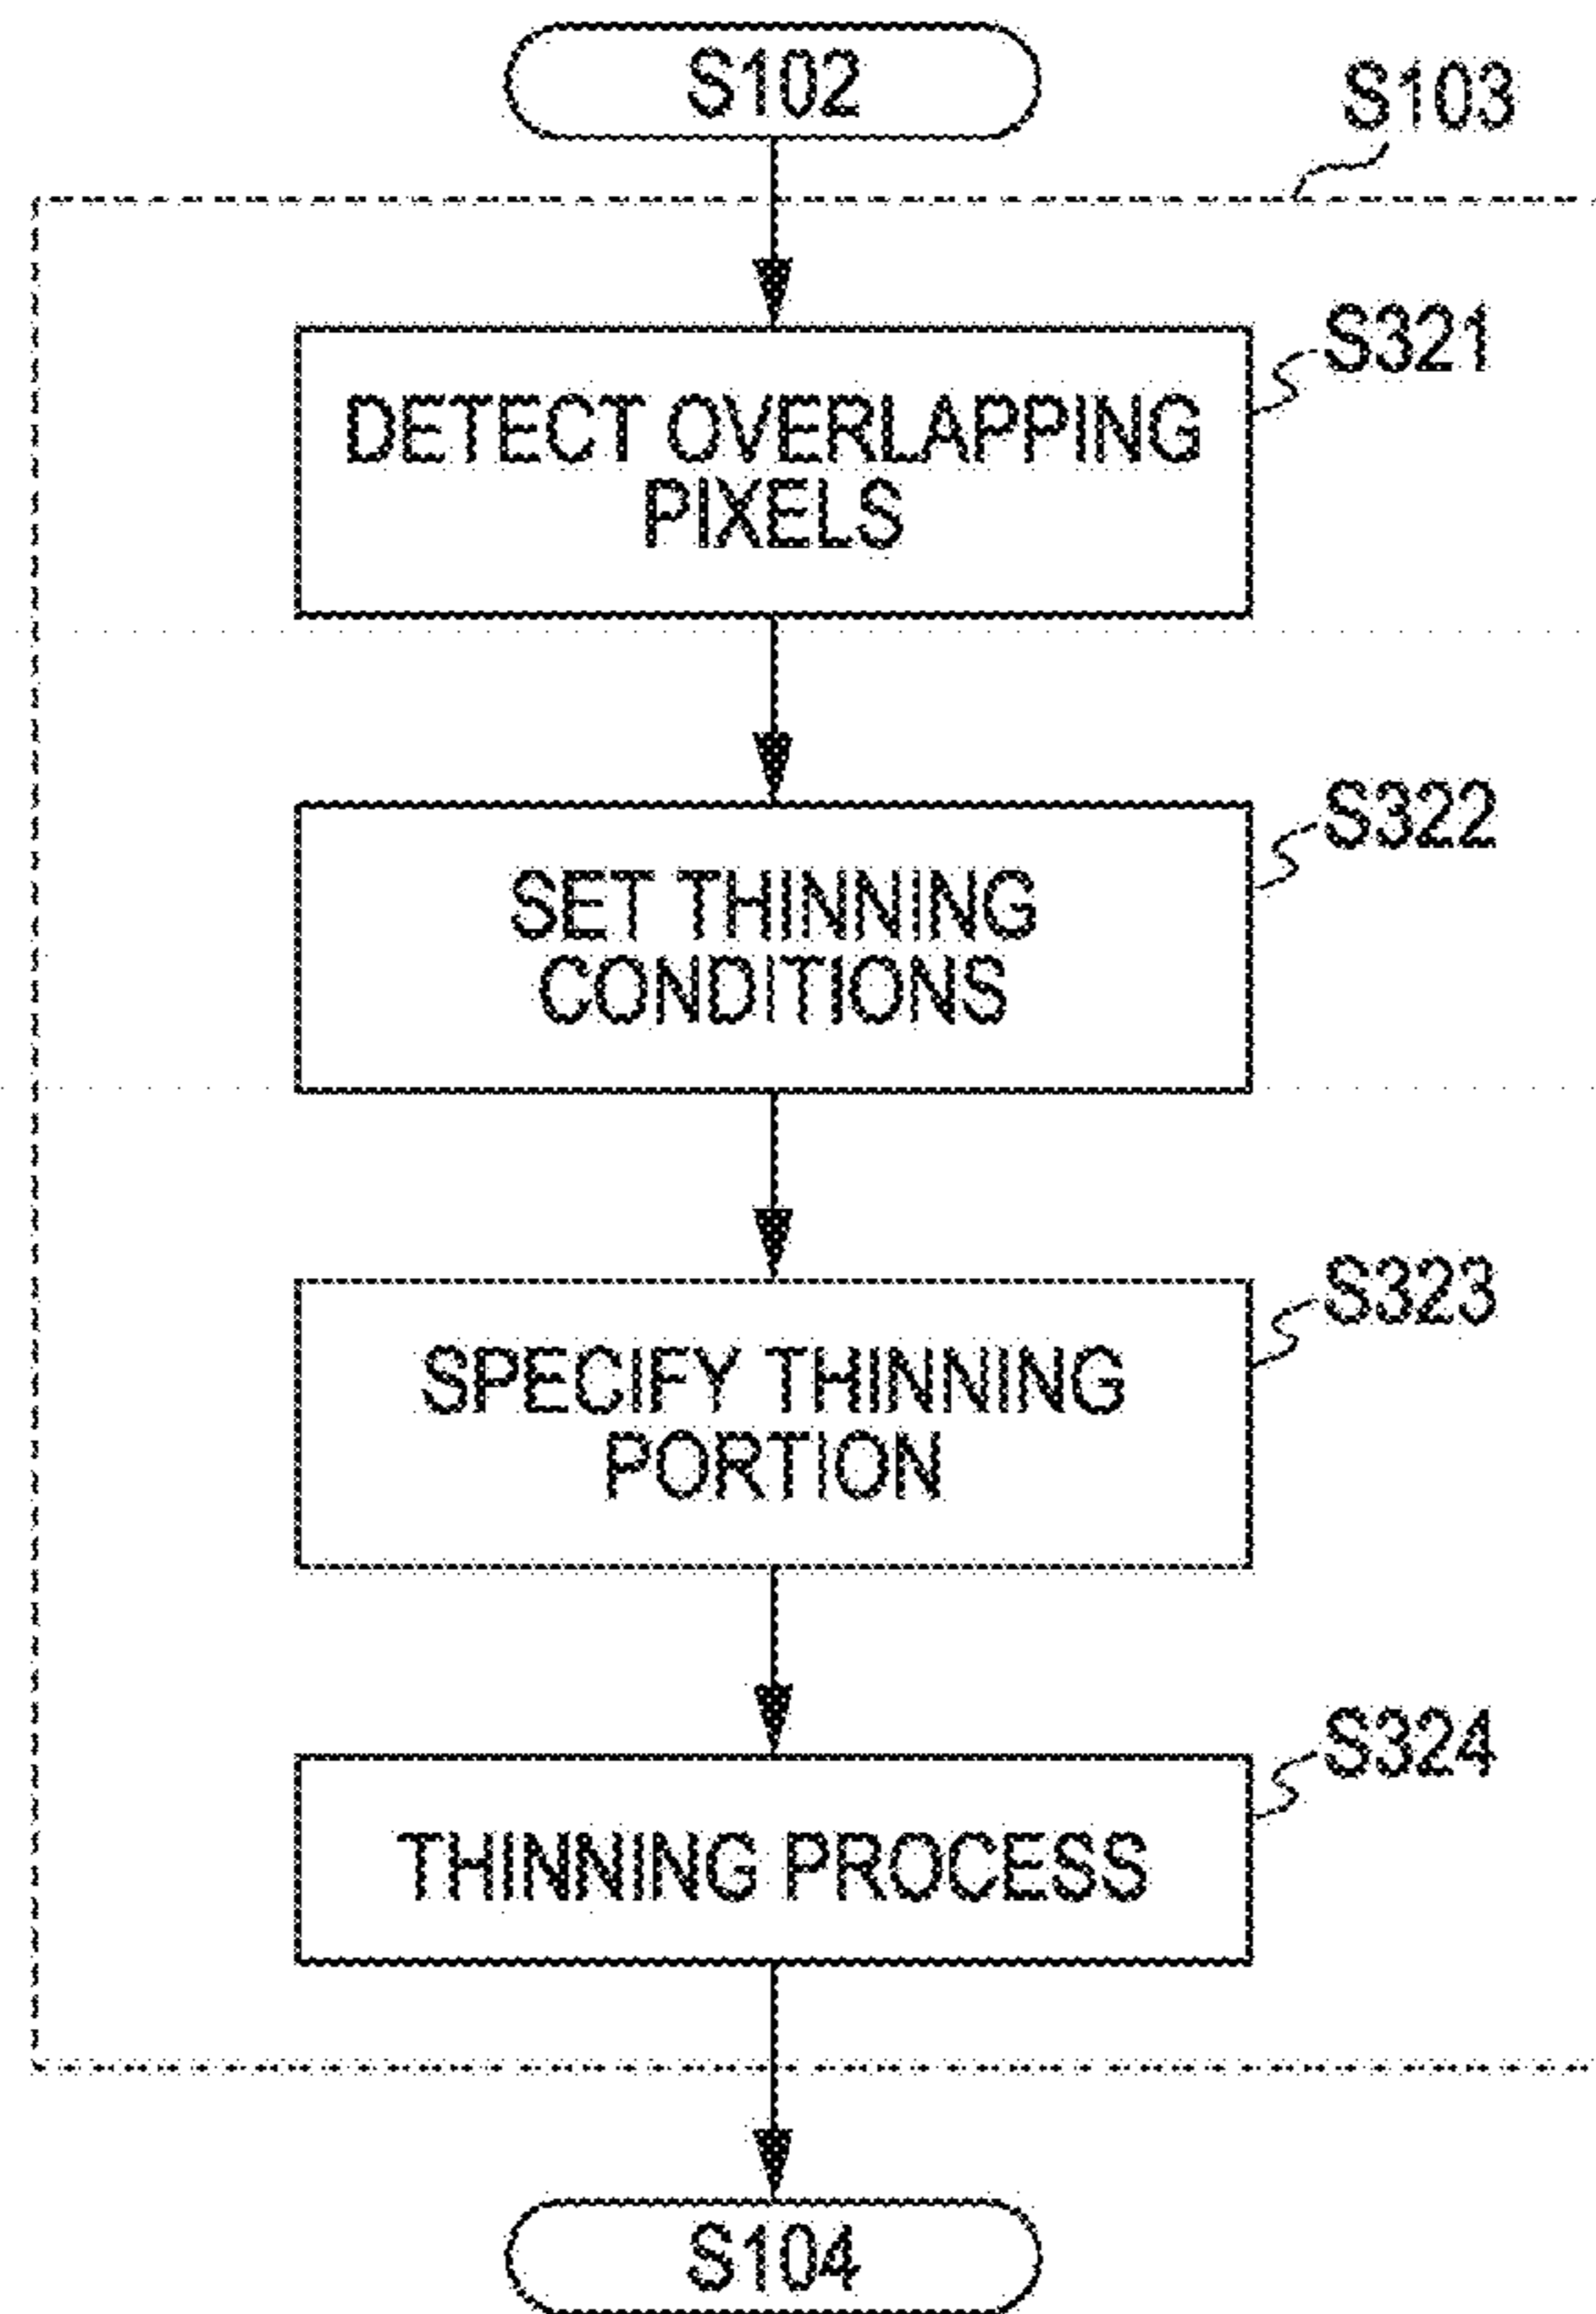 S102
S103
S321
DETECT OVERLAPPING
PIXELS
S322
SET THINNING
CONDITIONS
S323
SPECIFY THINNING
PORTION
S324
THINNING PROCESS
S104